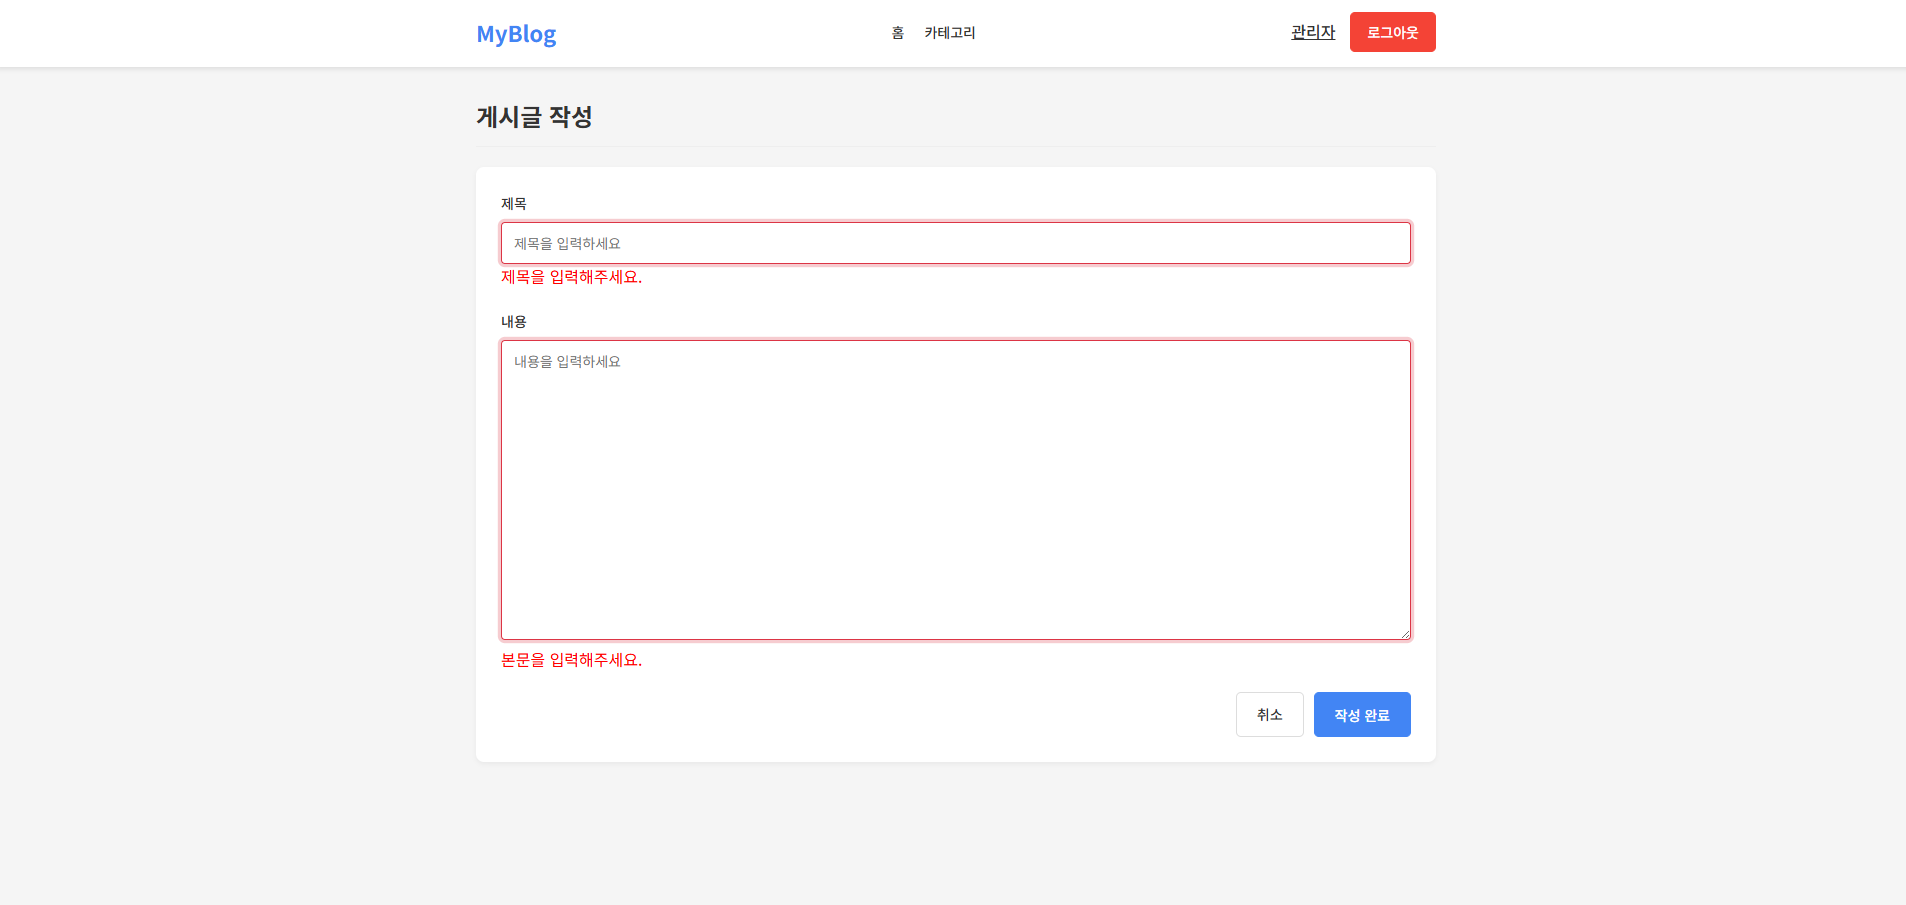 MyBlog 홈 카테고리 관리자 로그아웃
게시글 작성
제목
제목을 입력하세요
제목을 입력해주세요.
내용
내용을 입력하세요
본문을 입력해주세요.
취소 작성 완료